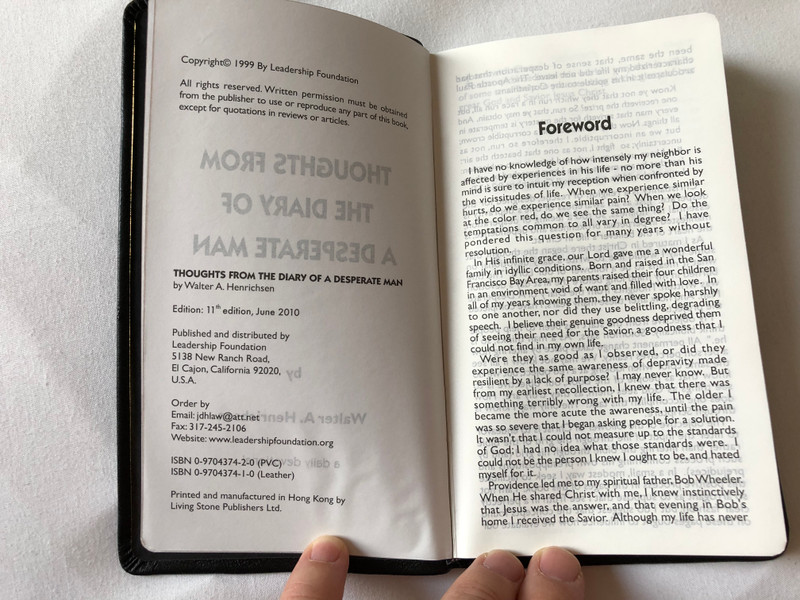 Copyright© 1999 By Leadership Foundation
All rights reserved. Written permission must be obtained
from the publisher to use or reproduce any part of this book,
except for quotations in reviews or articles.
THOUGHTS FROM
THE DIARY OF
A DESPERATE MAN
THOUGHTS FROM THE DIARY OF A DESPERATE MAN
by Walter A. Henrichsen
Edition: 11th edition, June 2010
Published and distributed by
Leadership Foundation
5138 New Ranch Road,
El Cajon, California 92020,
U.S.A.
by
Order by
Email: jdhlaw@att.net
Fax: 317-245-2106
Website: www.leadershipfoundation.org
ISBN 0-9704374-2-0 (PVC)
ISBN 0-9704374-1-0 (Leather)
Printed and manufactured in Hong Kong by
Living Stone Publishers Ltd.
Foreword
I have no knowledge of how intensely my neighbor is
affected by experiences in his life - no more than his
mind is sure to intuit my reception when confronted by
the vicissitudes of life. When we experience similar
hurts, do we experience similar pain? When we look
at the color red, do we see the same thing? Do the
temptations common to all vary in degree? I have
pondered this question for many years without
resolution.
In His infinite grace, our Lord gave me a wonderful
family in idyllic conditions. Born and raised in the San
Francisco Bay Area, my parents raised their four children
in an environment void of want and filled with love. In
all of my years knowing them, they never spoke harshly
to one another, nor did they use belittling, degrading
speech. I believe their genuine goodness deprived them
of seeing their need for the Savior, a goodness that I
could not find in my own life.
Were they as good as I observed, or did they
experience the same awareness of depravity made
resilient by a lack of purpose? I may never know. But
from my earliest recollection, I knew that there was
something terribly wrong with my life. The older I
became the more acute the awareness, until the pain
was so severe that I began asking people for a solution.
It wasn't that I could not measure up to the standards
of God; I had no idea what those standards were. I
could not be the person I knew I ought to be, and hated
myself for it.
Providence led me to my spiritual father, Bob Wheeler.
When He shared Christ with me, I knew instinctively
that Jesus was the answer, and that evening in Bob's
home I received the Savior. Although my life has never